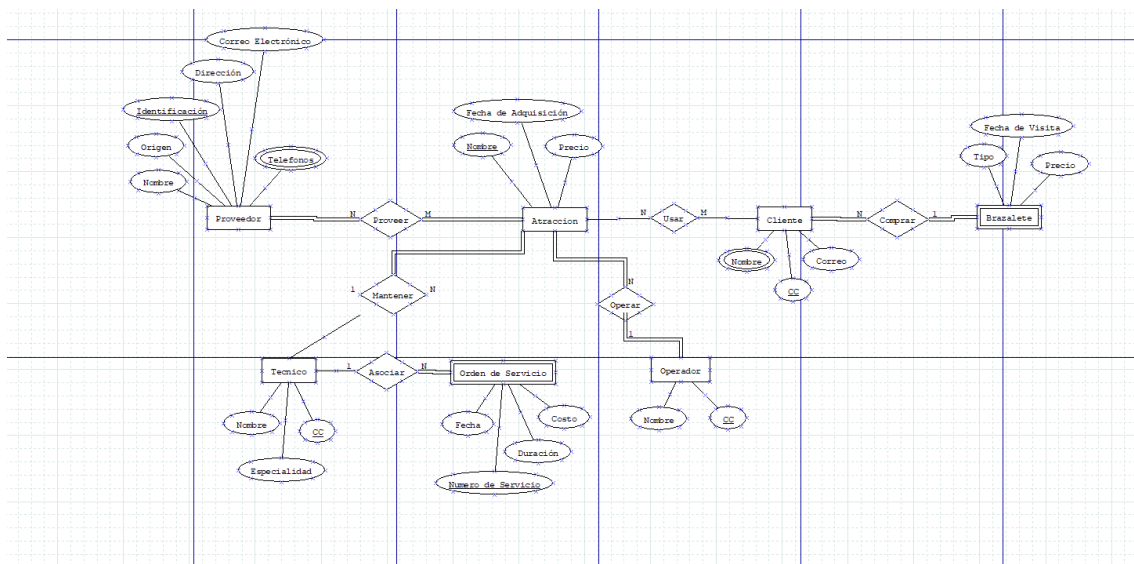 Correo Electrónico
Dirección
Identificación
Origen
Nombre
Telefonos
Proveedor
N
Proveer
M
Fecha de Adquisición
Nombre
Precio
Atraccion
N
Usar
M
Cliente
Nombre
CC
Correo
N
Comprar
1
Fecha de Visita
Tipo
Precio
Brazalete
1
Mantener
N
N
Operar
1
Tecnico
1
Asociar
N
Orden de Servicio
Operador
Nombre
CC
Especialidad
Fecha
Costo
Duración
Numero de Servicio
Nombre
CC